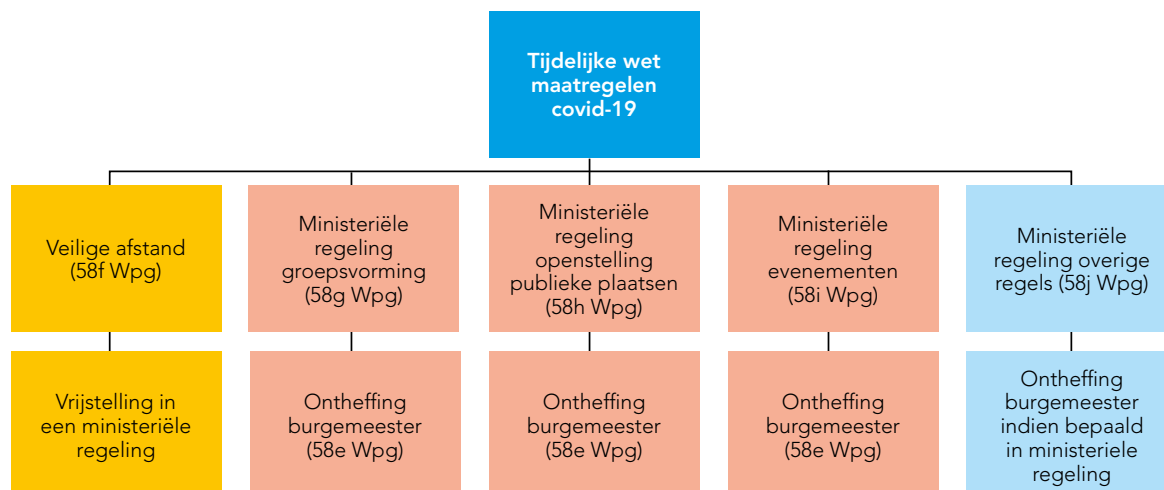 Tijdelijke wet
maatregelen
covid-19
Veilige afstand
(58f Wpg)
Ministeriële
regeling
groepsvorming
(58g Wpg)
Ministeriële
regeling
openstelling
publieke plaatsen
(58h Wpg)
Ministeriële
regeling
evenementen
(58i Wpg)
Ministeriële
regeling overige
regels (58j Wpg)
Vrijstelling in
een ministeriële
regeling
Ontheffing
burgemeester
(58e Wpg)
Ontheffing
burgemeester
(58e Wpg)
Ontheffing
burgemeester
(58e Wpg)
Ontheffing
burgemeester
indien bepaald
in ministeriele
regeling